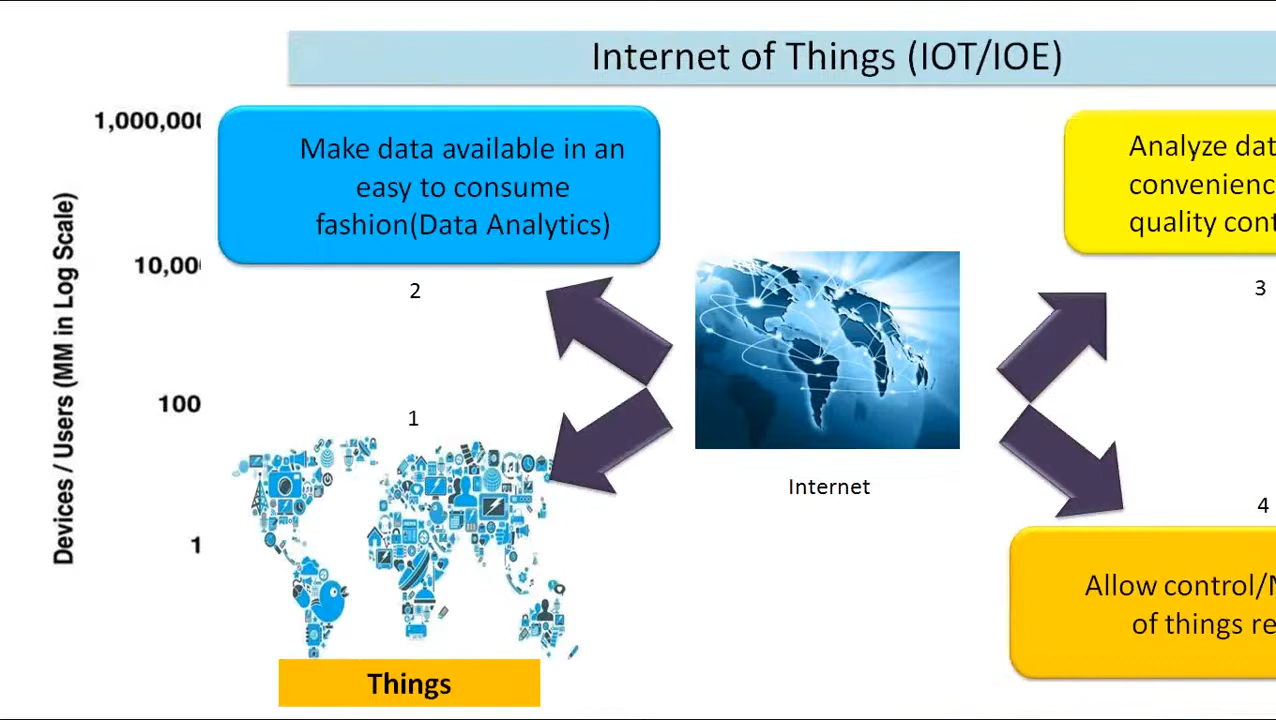 Internet of Things (IOT/IOE)
1,000,00
Make data available in an
easy to consume
fashion(Data Analytics)
Analyze dat
convenienc
quality cont
Devices / Users (MM in Log Scale)
10,00
2
3
100
1
Internet
4
1
Allow control/
of things re
Things